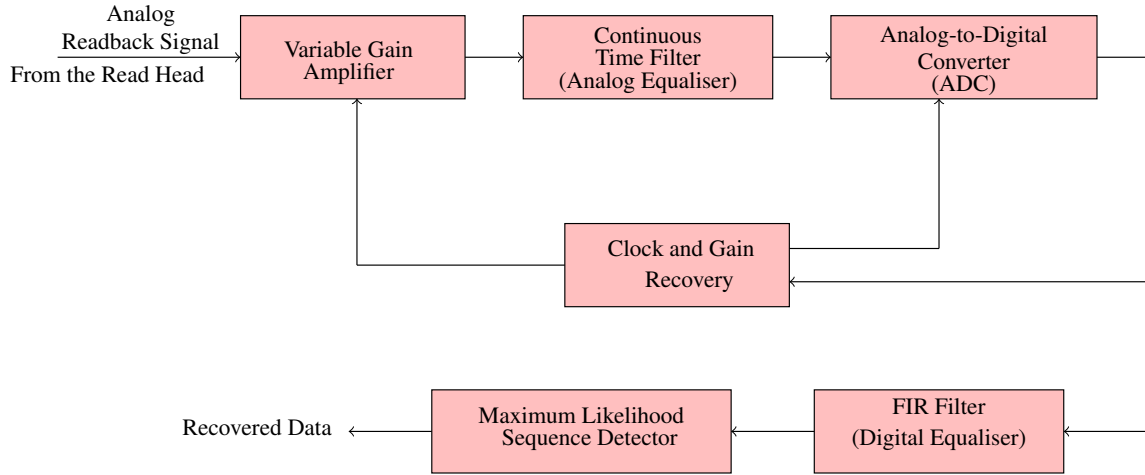 Analog
Readback Signal
From the Read Head
Variable Gain
Amplifier
Continuous
Time Filter
(Analog Equaliser)
Analog-to-Digital
Converter
(ADC)
Clock and Gain
Recovery
Recovered Data
Maximum Likelihood
Sequence Detector
FIR Filter
(Digital Equaliser)